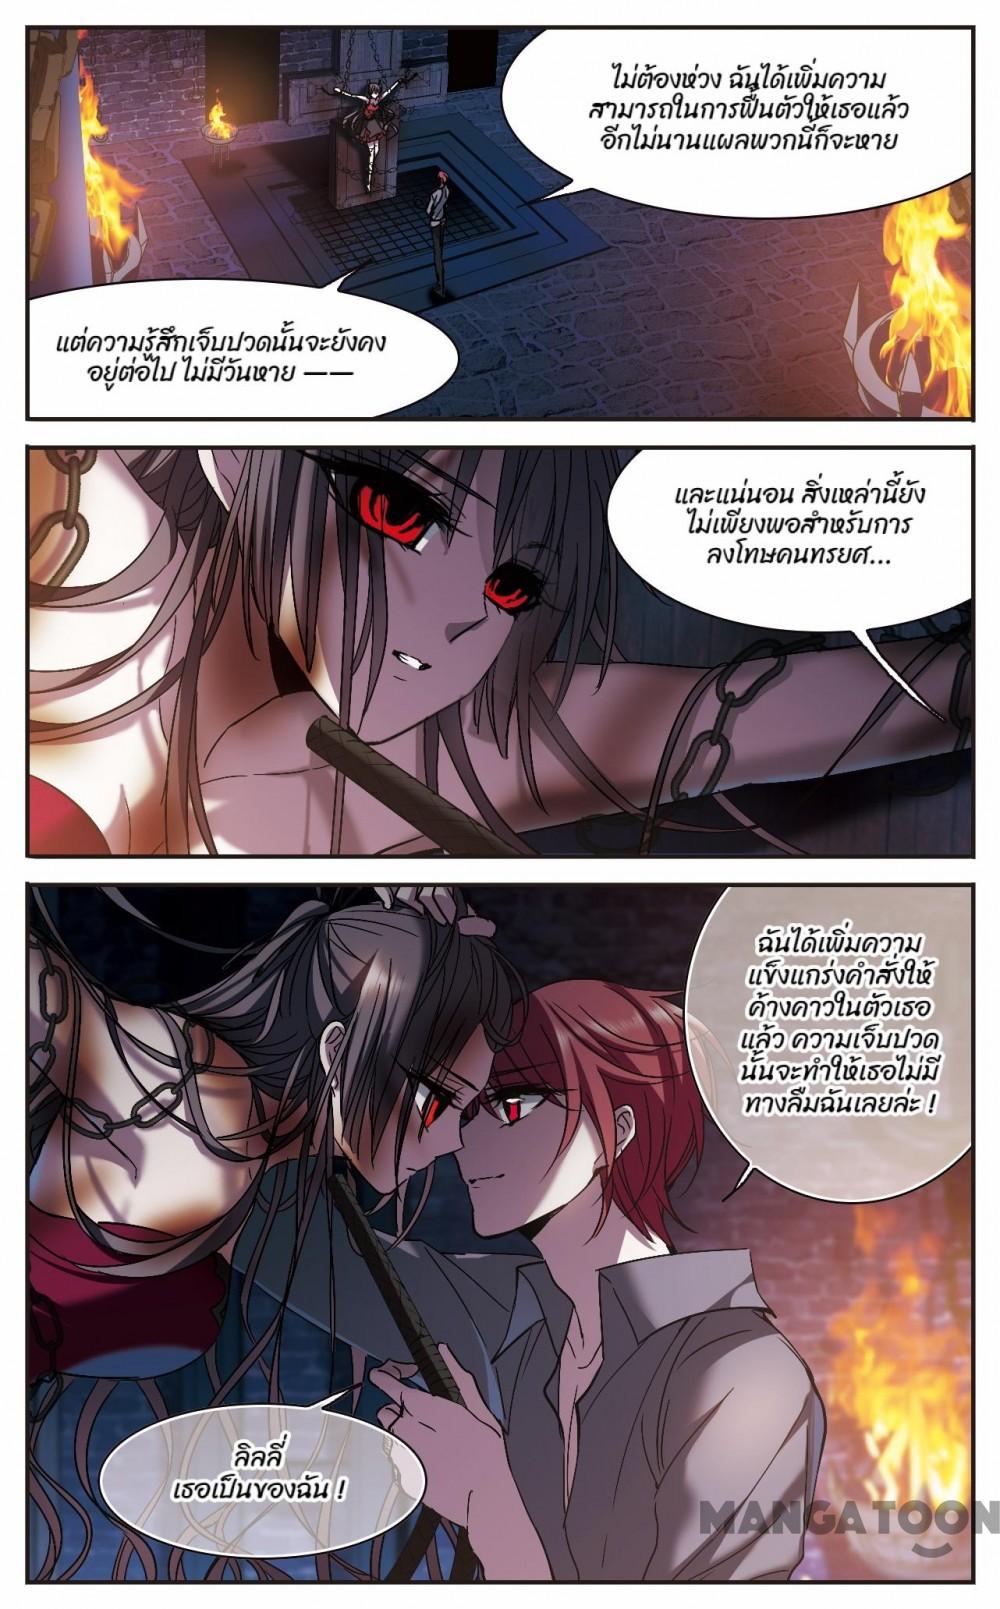 ไม่ต้องห่วง ฉันได้เพิ่มความ
สามารถในการฟื้นตัวให้เธอแล้ว
อีกไม่นานแผลพวกนี้ก็จะหาย
แต่ความรู้สึกเจ็บปวดนั้นจะยังคง
อยู่ต่อไป ไม่มีวันหาย ——
และแน่นอน สิ่งเหล่านี้ยัง
ไม่เพียงพอสำหรับการ
ลงโทษคนทรยศ...
ฉันได้เพิ่มความ
แข็งแกร่งคำสั่งให้
ค้างคาวในตัวเธอ
แล้ว ความเจ็บปวด
นั้นจะทำให้เธอไม่มี
ทางลืมฉันเลยล่ะ !
ลิลลี่
เธอเป็นของฉัน !
MANGATOON